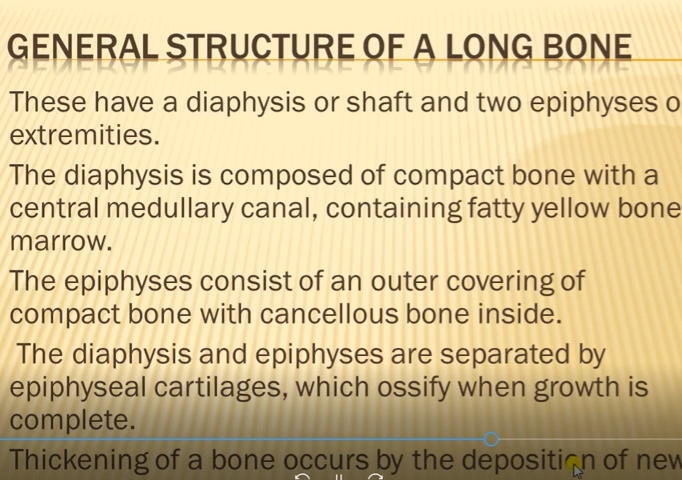 GENERAL STRUCTURE OF A LONG BONE
These have a diaphysis or shaft and two epiphyses o
extremities.
The diaphysis is composed of compact bone with a
central medullary canal, containing fatty yellow bone
marrow.
The epiphyses consist of an outer covering of
compact bone with cancellous bone inside.
The diaphysis and epiphyses are separated by
epiphyseal cartilages, which ossify when growth is
complete.
Thickening of a bone occurs by the deposition of new